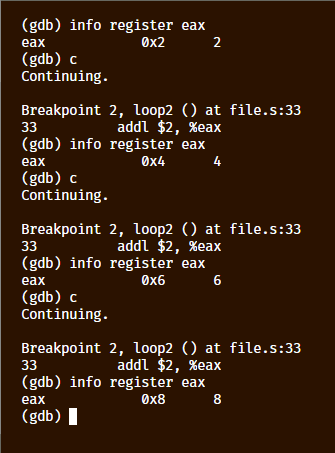 (gdb) info register eax
eax            0x2      2
(gdb) c
Continuing.

Breakpoint 2, loop2 () at file.s:33
33          addl $2, %eax
(gdb) info register eax
eax            0x4      4
(gdb) c
Continuing.

Breakpoint 2, loop2 () at file.s:33
33          addl $2, %eax
(gdb) info register eax
eax            0x6      6
(gdb) c
Continuing.

Breakpoint 2, loop2 () at file.s:33
33          addl $2, %eax
(gdb) info register eax
eax            0x8      8
(gdb)